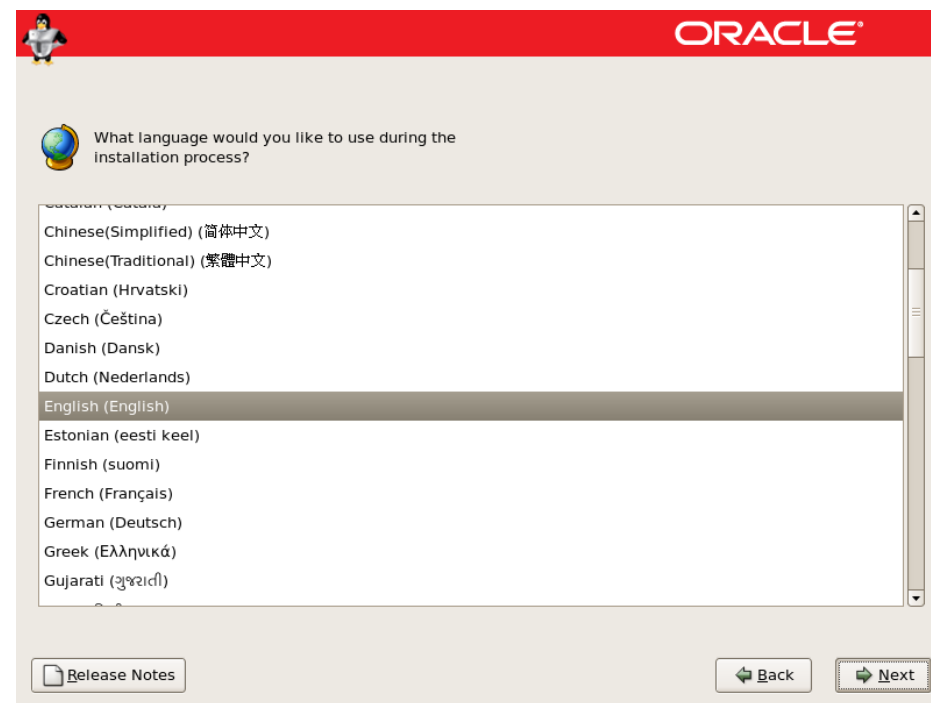 ORACLE®
What language would you like to use during the
installation process?
Catalan (Català)
Chinese(Simplified) (简体中文)
Chinese(Traditional) (繁體中文)
Croatian (Hrvatski)
Czech (Čeština)
Danish (Dansk)
Dutch (Nederlands)
English (English)
Estonian (eesti keel)
Finnish (suomi)
French (Français)
German (Deutsch)
Greek (Ελληνικά)
Gujarati (ગુજરાતી)
Release Notes
Back
Next